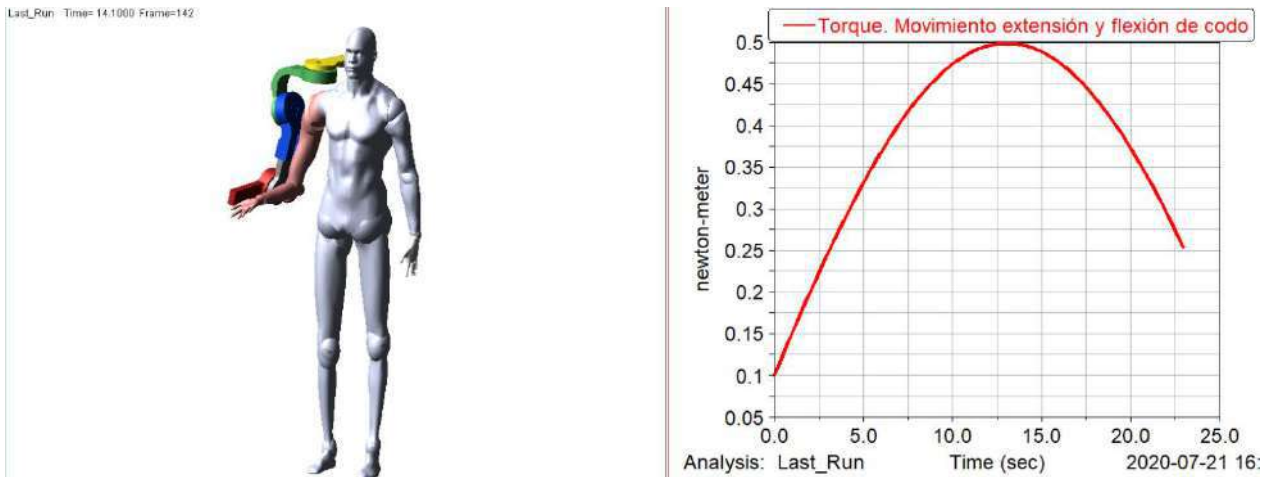 Last_Run Time= 14.1000 Frame=142
Torque. Movimiento extensión y flexión de codo
0.5
0.45
0.4
0.35
0.3
0.25
0.2
0.15
0.1
0.05
newton-meter
0.0 5.0 10.0 15.0 20.0 25.0
Analysis: Last_Run Time (sec) 2020-07-21 16: